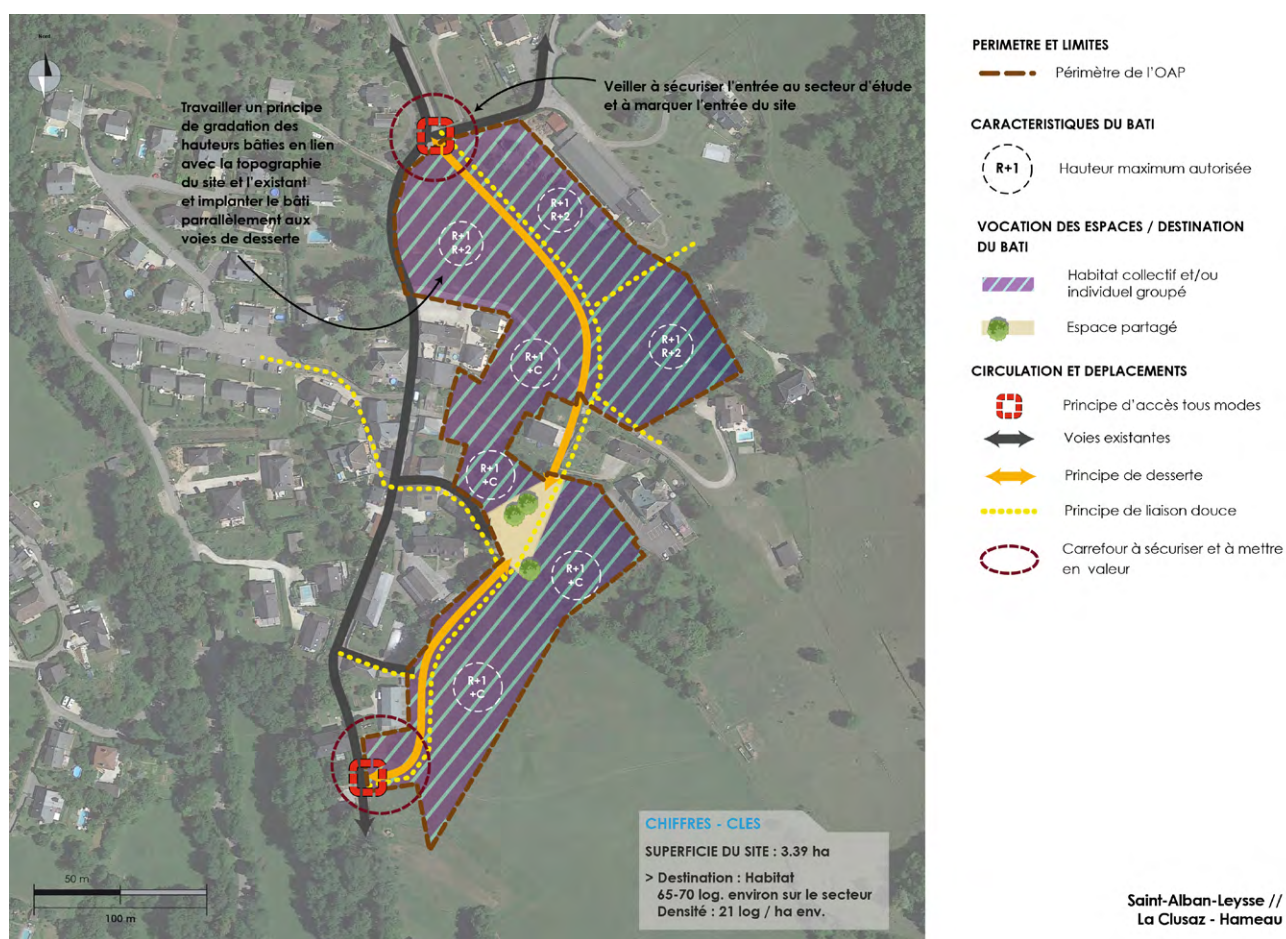 Nord
Travailler un principe
de gradation des
hauteurs bâties en lien
avec la topographie
du site et l'existant
et implanter le bâti
parrallèlement aux
voies de desserte
Veiller à sécuriser l'entrée au secteur d'étude
et à marquer l'entrée du site
R+1
R+2
R+1
R+2
R+1
R+2
R+1
+C
R+1
+C
R+1
+C
R+1
+C
50 m
100 m
CHIFFRES - CLES
SUPERFICIE DU SITE : 3.39 ha
> Destination : Habitat
65-70 log. environ sur le secteur
Densité : 21 log / ha env.
PERIMETRE ET LIMITES
Périmètre de l'OAP
CARACTERISTIQUES DU BATI
R+1
Hauteur maximum autorisée
VOCATION DES ESPACES / DESTINATION
DU BATI
Habitat collectif et/ou
individuel groupé
Espace partagé
CIRCULATION ET DEPLACEMENTS
Principe d'accès tous modes
Voies existantes
Principe de desserte
Principe de liaison douce
Carrefour à sécuriser et à mettre
en valeur
Saint-Alban-Leysse //
La Clusaz - Hameau